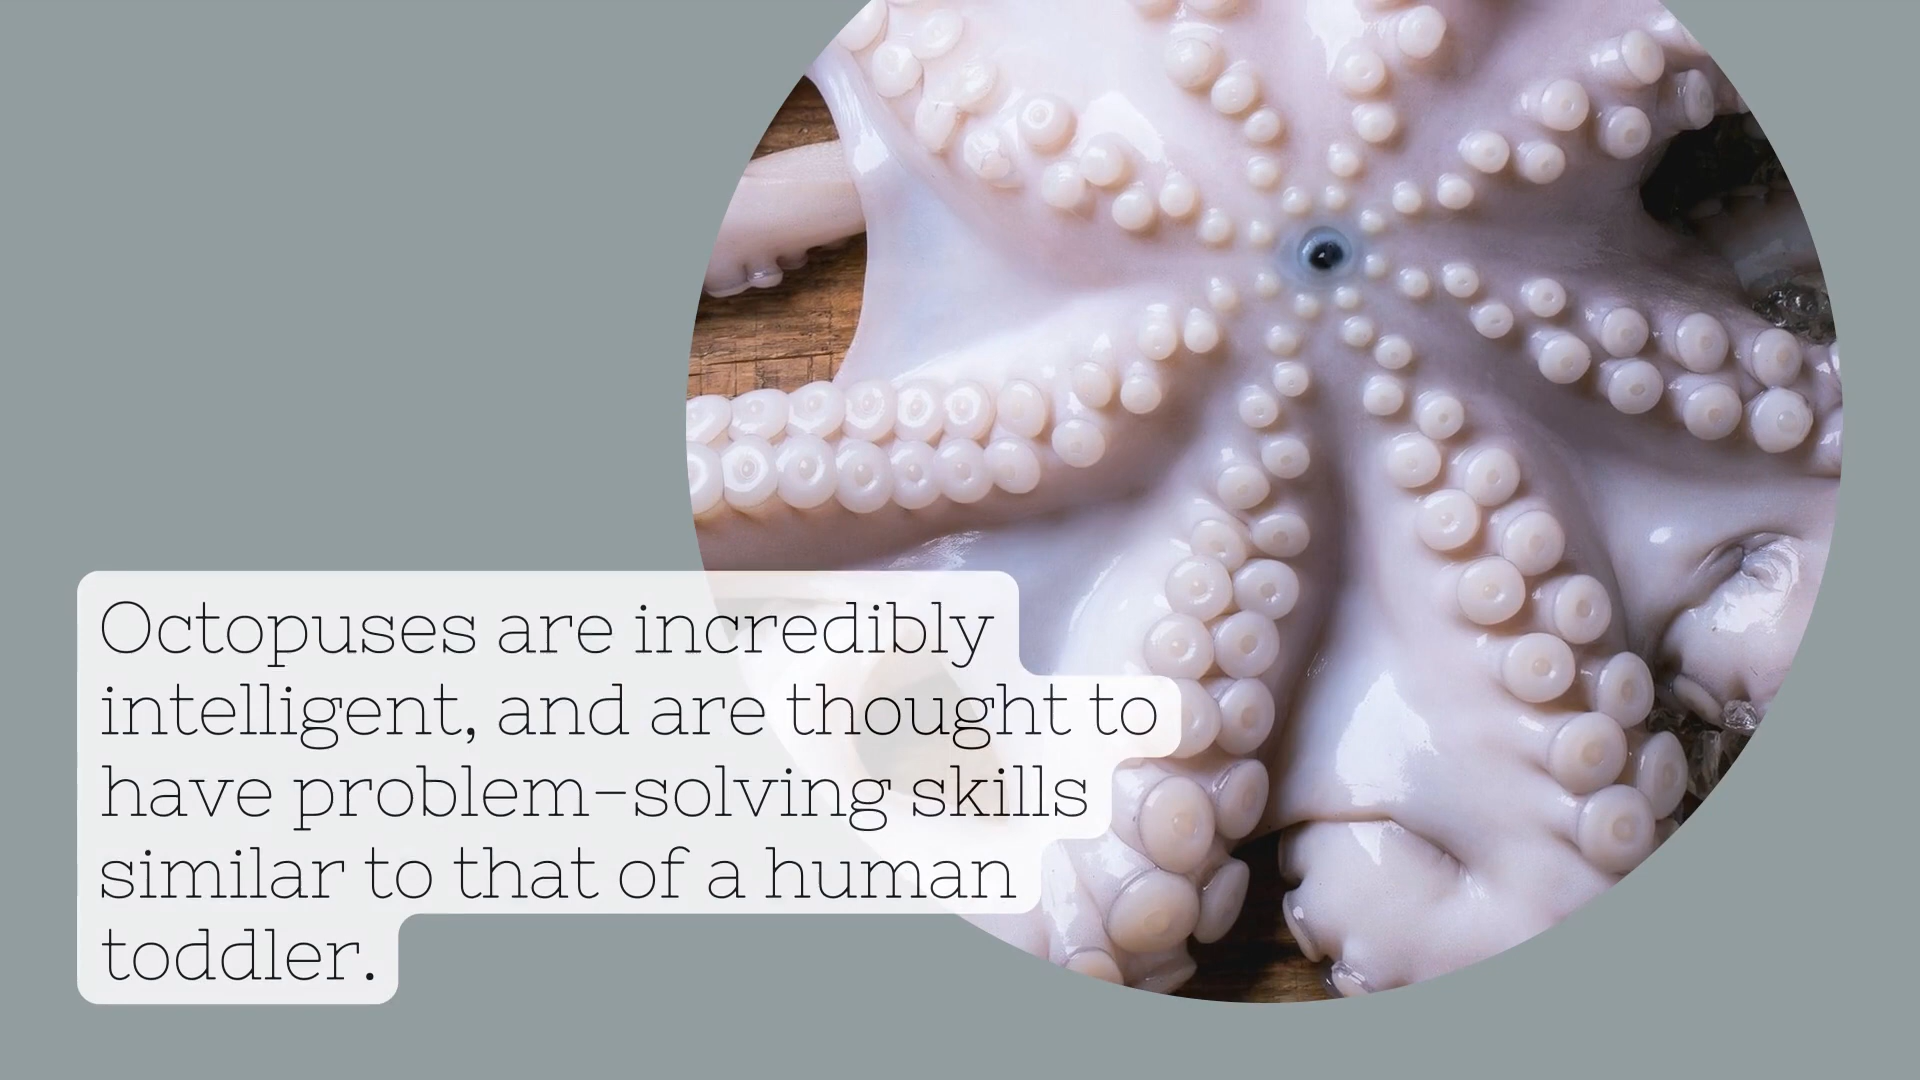 Octopuses are incredibly
intelligent, and are thought to
have problem-solving skills
similar to that of a human
toddler.